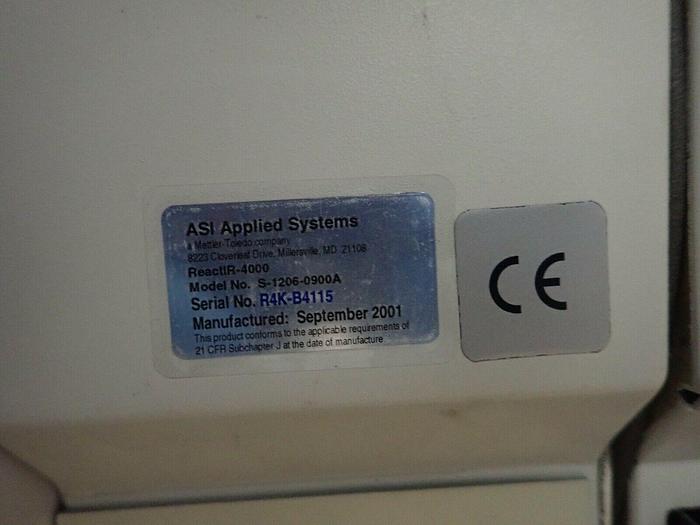 ASI Applied Systems
a Mettler-Toledo company
8223 Cloverleaf Drive, Millersville, MD 21108
ReactIR-4000
Model No. S-1206-0900A
Serial No. R4K-B4115
Manufactured: September 2001
This product conforms to the applicable requirements of
21 CFR Subchapter J at the date of manufacture
CE